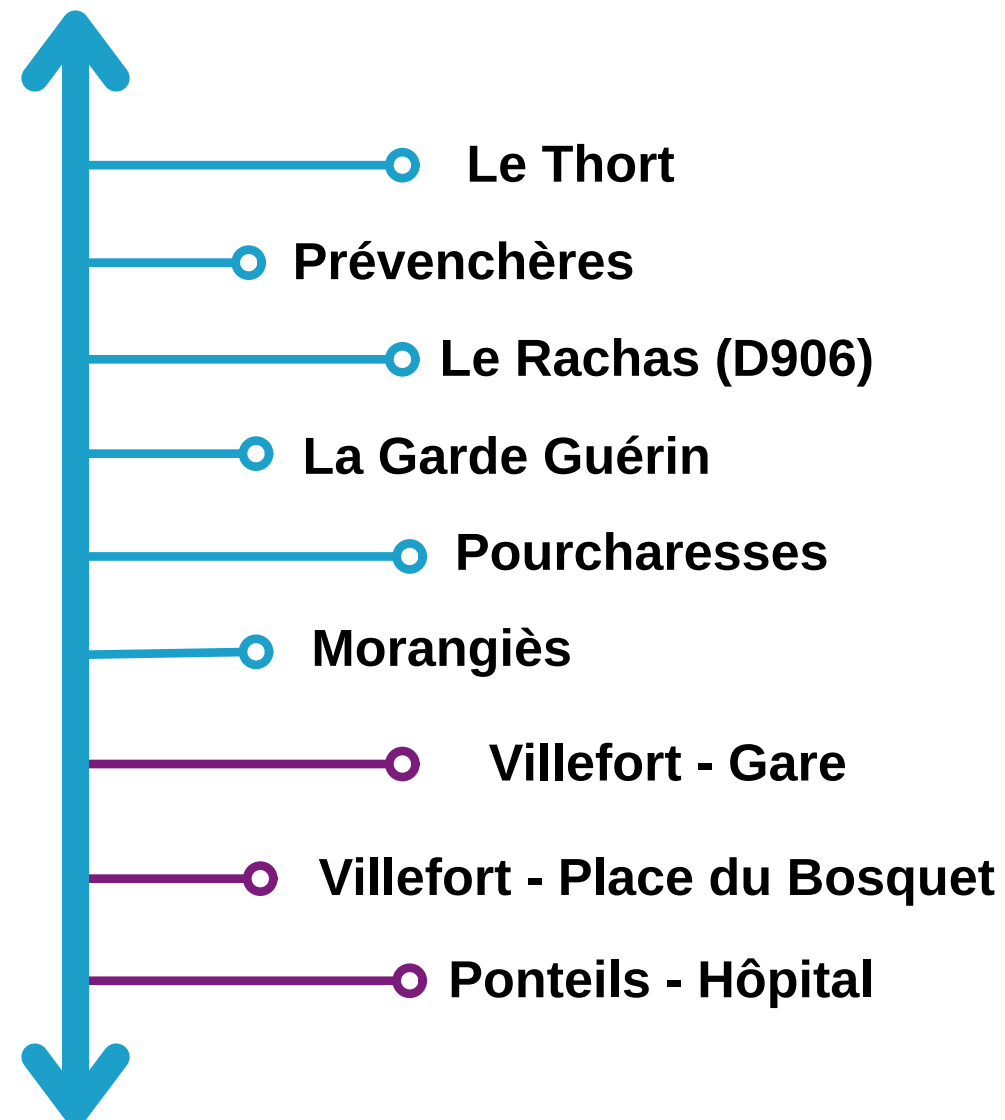 Le Thort
Prévenchères
Le Rachas (D906)
La Garde Guérin
Pourcharesses
Morangiès
Villefort - Gare
Villefort - Place du Bosquet
Ponteils - Hôpital